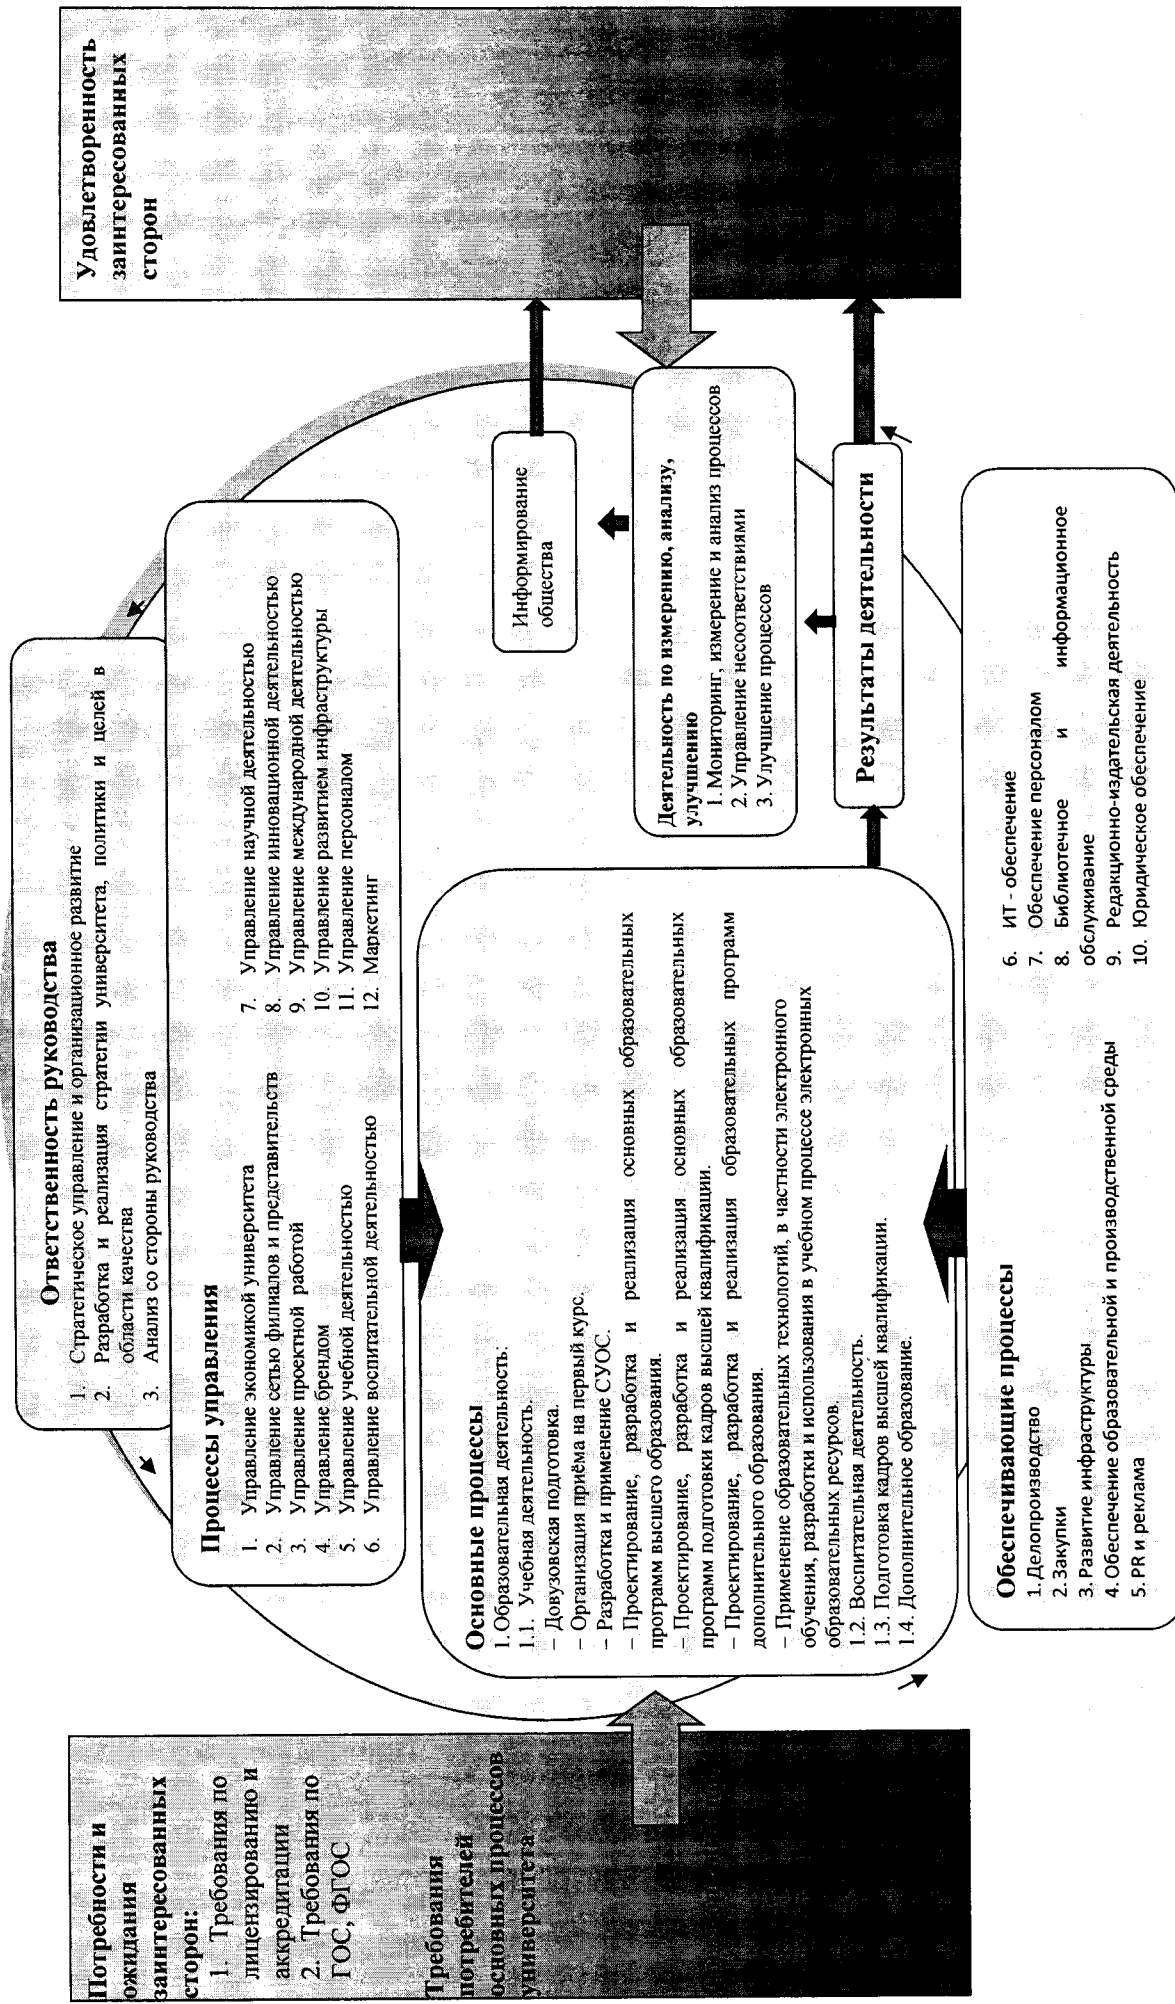 Потребности и
ожидания
заинтересованных
сторон:
1. Требования по
лицензированию и
аккредитации
2. Требования по
ГОС, ФГОС
Требования
потребителей
основных процессов
университета
Ответственность руководства
1. Стратегическое управление и организационное развитие
2. Разработка и реализация стратегии университета, политики и целей в
области качества
3. Анализ со стороны руководства
Процессы управления
1. Управление экономикой университета
2. Управление сетью филиалов и представительств
3. Управление проектной работой
4. Управление брендом
5. Управление учебной деятельностью
6. Управление воспитательной деятельностью
7. Управление научной деятельностью
8. Управление инновационной деятельностью
9. Управление международной деятельностью
10. Управление развитием инфраструктуры
11. Управление персоналом
12. Маркетинг
Основные процессы
1. Образовательная деятельность:
1.1. Учебная деятельность.
– Довузовская подготовка.
– Организация приёма на первый курс.
– Разработка и применение СУОС.
– Проектирование, разработка и реализация основных образовательных
программ высшего образования.
– Проектирование, разработка и реализация основных образовательных
программ подготовки кадров высшей квалификации.
– Проектирование, разработка и реализация образовательных программ
дополнительного образования.
– Применение образовательных технологий, в частности электронного
обучения, разработки и использования в учебном процессе электронных
образовательных ресурсов.
1.2. Воспитательная деятельность.
1.3. Подготовка кадров высшей квалификации.
1.4. Дополнительное образование.
Обеспечивающие процессы
1. Делопроизводство
2. Закупки
3. Развитие инфраструктуры
4. Обеспечение образовательной и производственной среды
5. PR и реклама
6. ИТ - обеспечение
7. Обеспечение персоналом
8. Библиотечное и информационное
обслуживание
9. Редакционно-издательская деятельность
10. Юридическое обеспечение
Информирование
общества
Деятельность по измерению, анализу,
улучшению
1. Мониторинг, измерение и анализ процессов
2. Управление несоответствиями
3. Улучшение процессов
Результаты деятельности
Удовлетворенность
заинтересованных
сторон